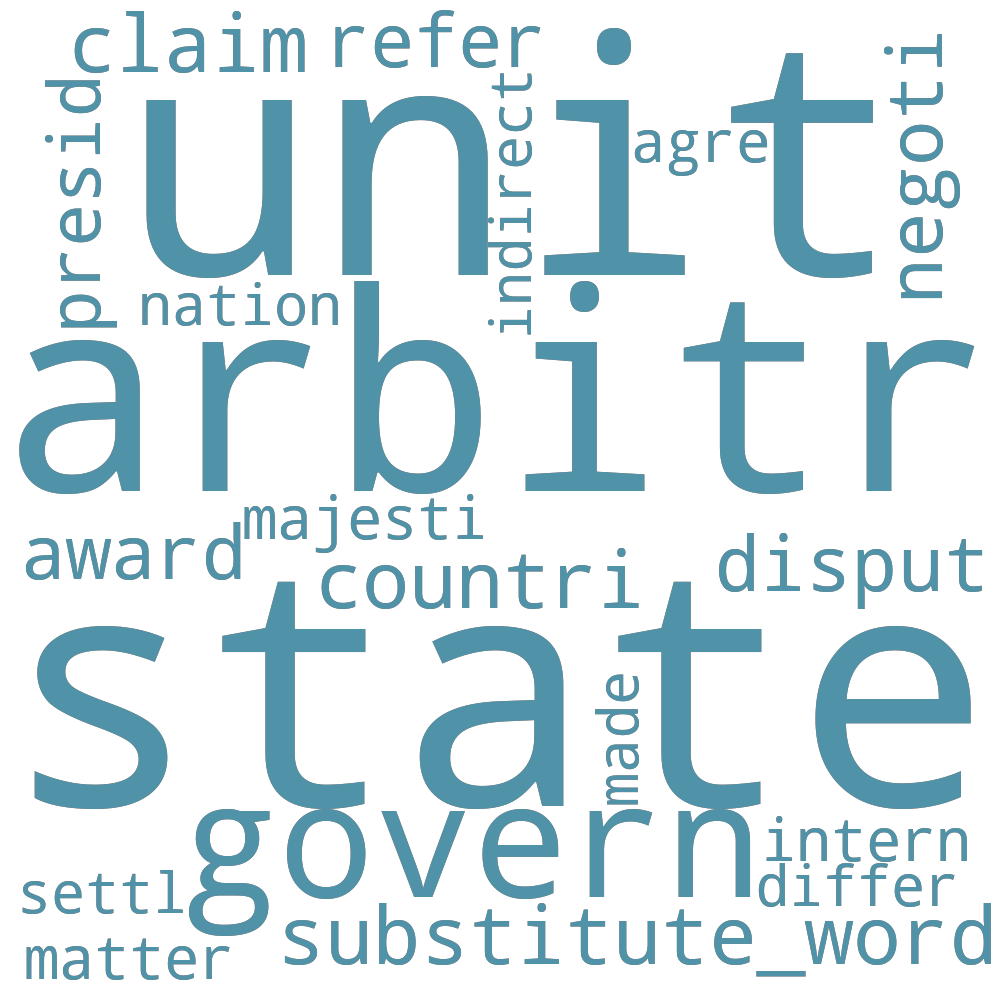 claim
refer
unit
presid
indirect
agre
negoti
nation
arbitr
majesti
award
countri
disput
state
made
govern
intern
settl
differ
substitute_word
matter